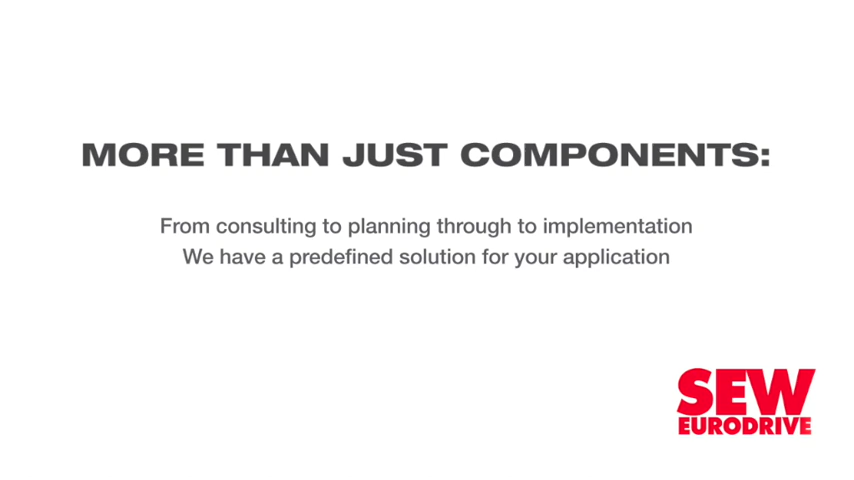 MORE THAN JUST COMPONENTS:
From consulting to planning through to implementation
We have a predefined solution for your application
SEW
EURODRIVE